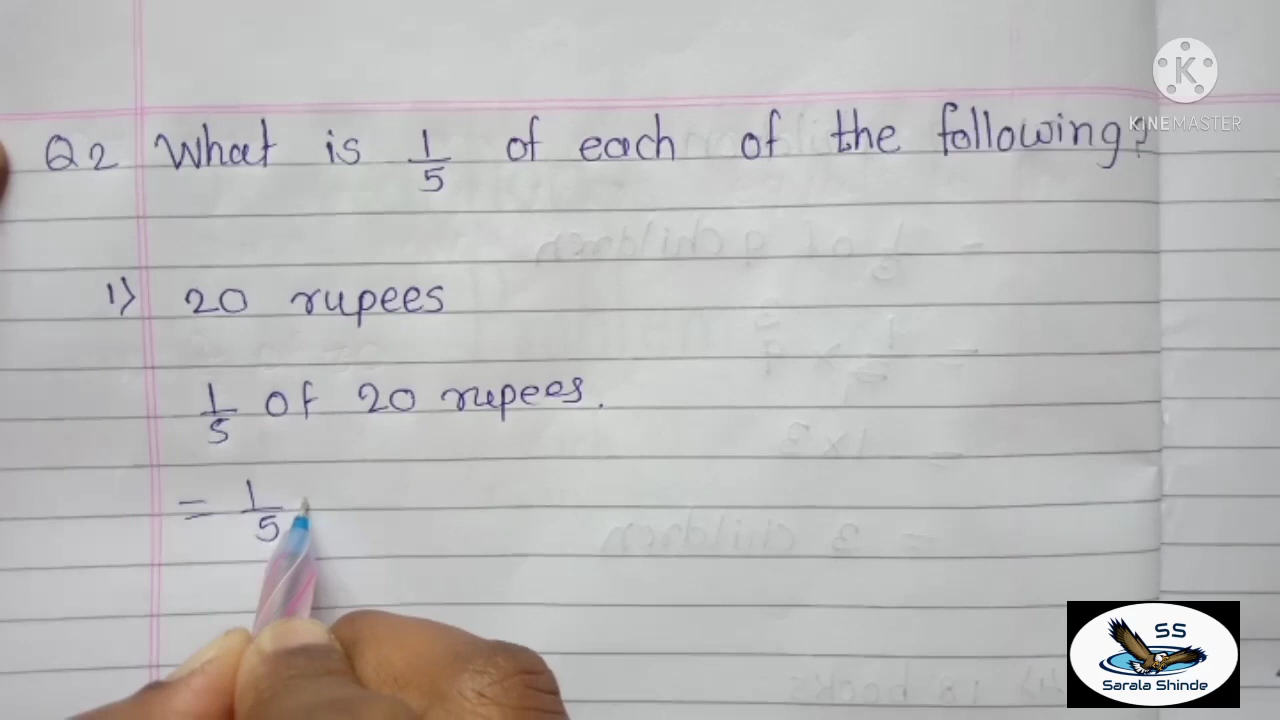 Q2 What is 1/5 of each of the following?
1) 20 rupees
1/5 of 20 rupees.
= 1/5
KINEMASTER
SS
Sarala Shinde